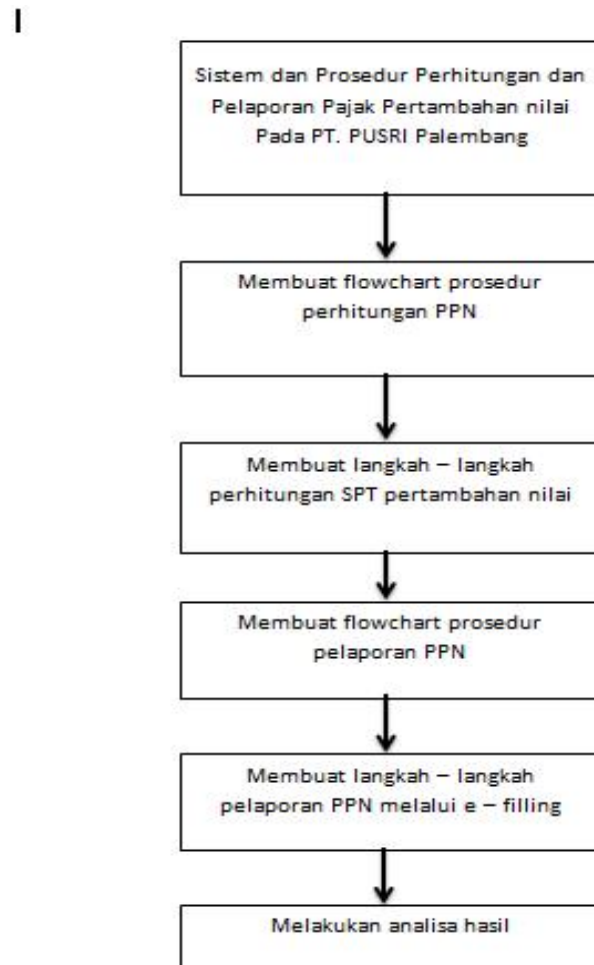 I
Sistem dan Prosedur Perhitungan dan
Pelaporan Pajak Pertambahan nilai
Pada PT. PUSRI Palembang
Membuat flowchart prosedur
perhitungan PPN
Membuat langkah – langkah
perhitungan SPT pertambahan nilai
Membuat flowchart prosedur
pelaporan PPN
Membuat langkah – langkah
pelaporan PPN melalui e – filling
Melakukan analisa hasil